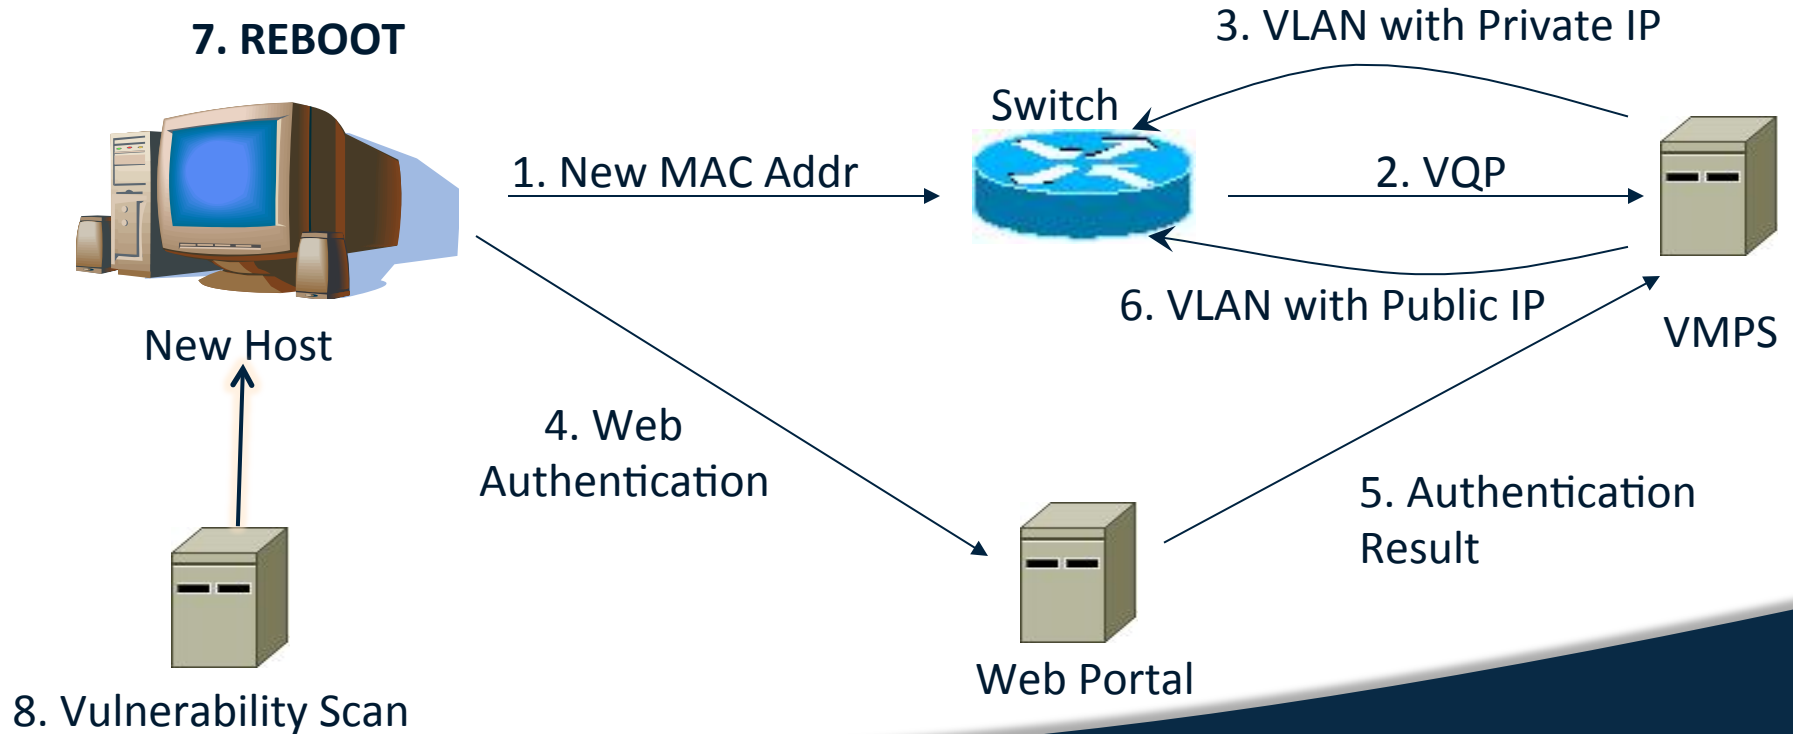 7. REBOOT
3. VLAN with Private IP
Switch
1. New MAC Addr
2. VQP
6. VLAN with Public IP
VMPS
New Host
4. Web
Authentication
5. Authentication
Result
Web Portal
8. Vulnerability Scan